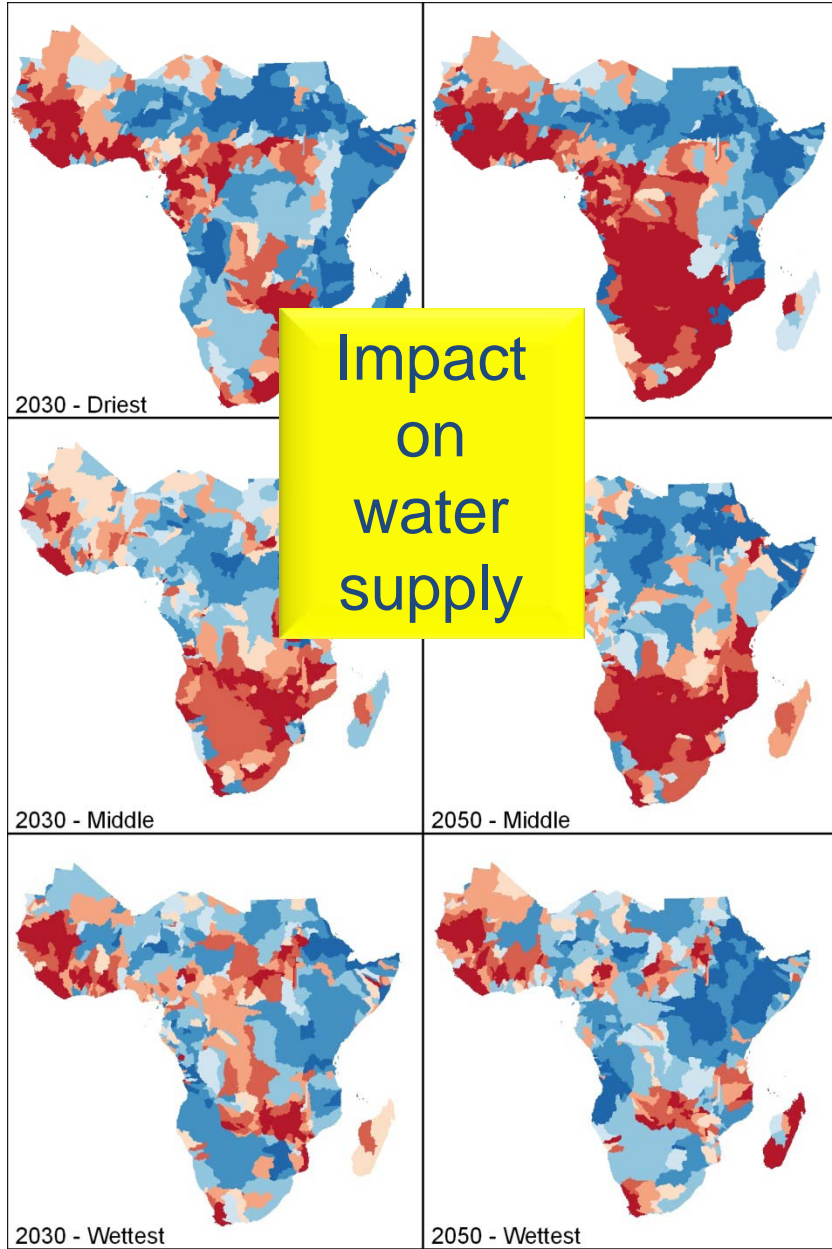 2030 - Driest
Impact
on
water
supply
2030 - Middle
2050 - Middle
2030 - Wettest
2050 - Wettest